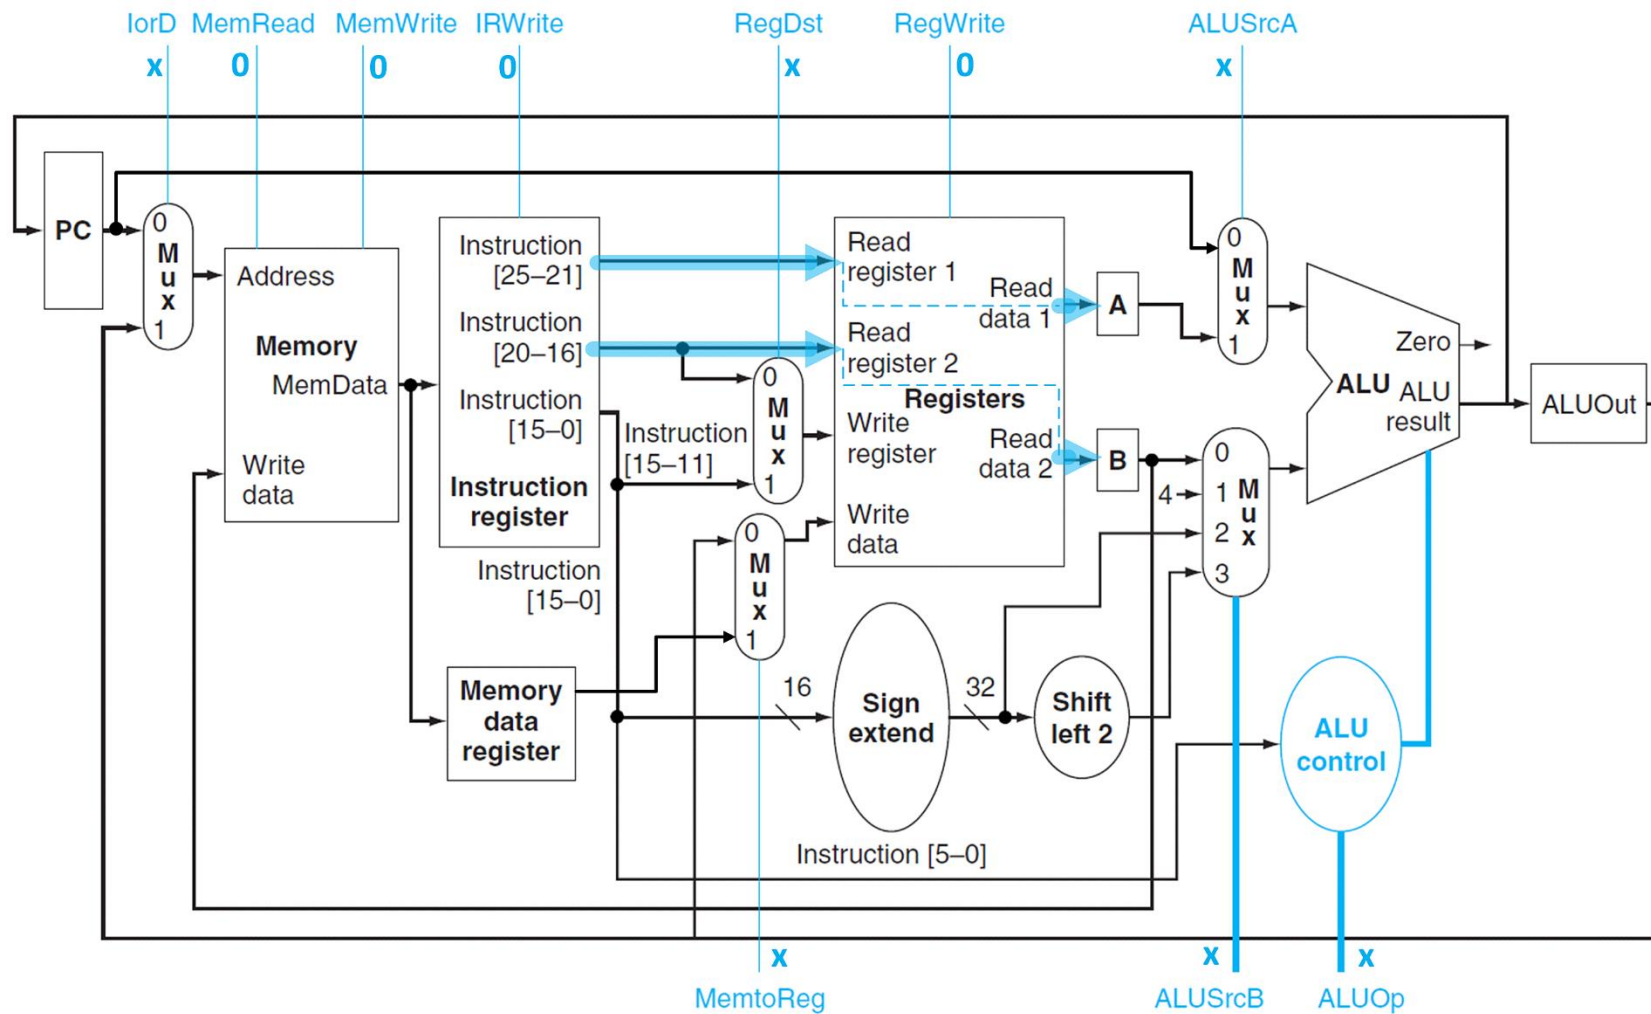 IorD MemRead MemWrite IRWrite RegDst RegWrite ALUSrcA
x 0 0 0 x 0 x
PC
0
M
u
x
1
Address
Memory
MemData
Write
data
Instruction
[25–21]
Instruction
[20–16]
Instruction
[15–0]
Instruction
register
Instruction
[15–0]
Instruction
[15–11]
0
M
u
x
1
0
M
u
x
1
Memory
data
register
Read
register 1
Read
data 1
Read
register 2
Registers
Write
register
Read
data 2
Write
data
A
B
4
0
M
u
x
1
0
1
2
3
M
u
x
Zero
ALU
ALU
result
ALUOut
16
Sign
extend
32
Shift
left 2
ALU
control
Instruction [5–0]
x x x
MemtoReg ALUSrcB ALUOp